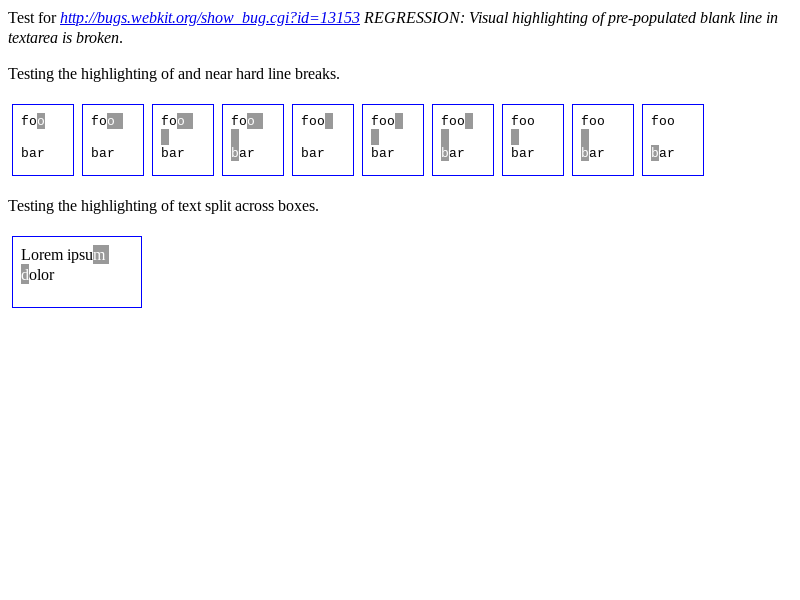 Test for http://bugs.webkit.org/show_bug.cgi?id=13153 REGRESSION: Visual highlighting of pre-populated blank line in
textarea is broken.
Testing the highlighting of and near hard line breaks.
foo foo foo foo foo foo foo foo foo foo
bar bar bar bar bar bar bar bar bar bar
Testing the highlighting of text split across boxes.
Lorem ipsum
dolor